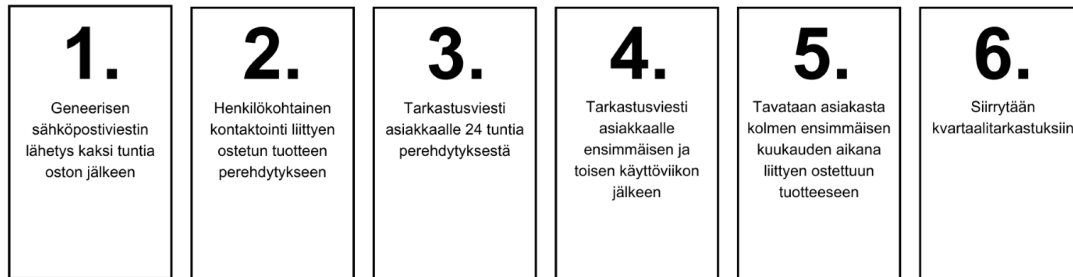 1.
Geneerisen
sähköpostiviestin
lähetys kaksi tuntia
oston jälkeen
2.
Henkilökohtainen
kontaktointi liittyen
ostetun tuotteen
perehdytykseen
3.
Tarkastusviesti
asiakkaalle 24 tuntia
perehdytyksestä
4.
Tarkastusviesti
asiakkaalle
ensimmäisen ja
toisen käyttöviikon
jälkeen
5.
Tavataan asiakasta
kolmen ensimmäisen
kuukauden aikana
liittyen ostettuun
tuotteeseen
6.
Siirrytään
kvartaalitarkastuksiin